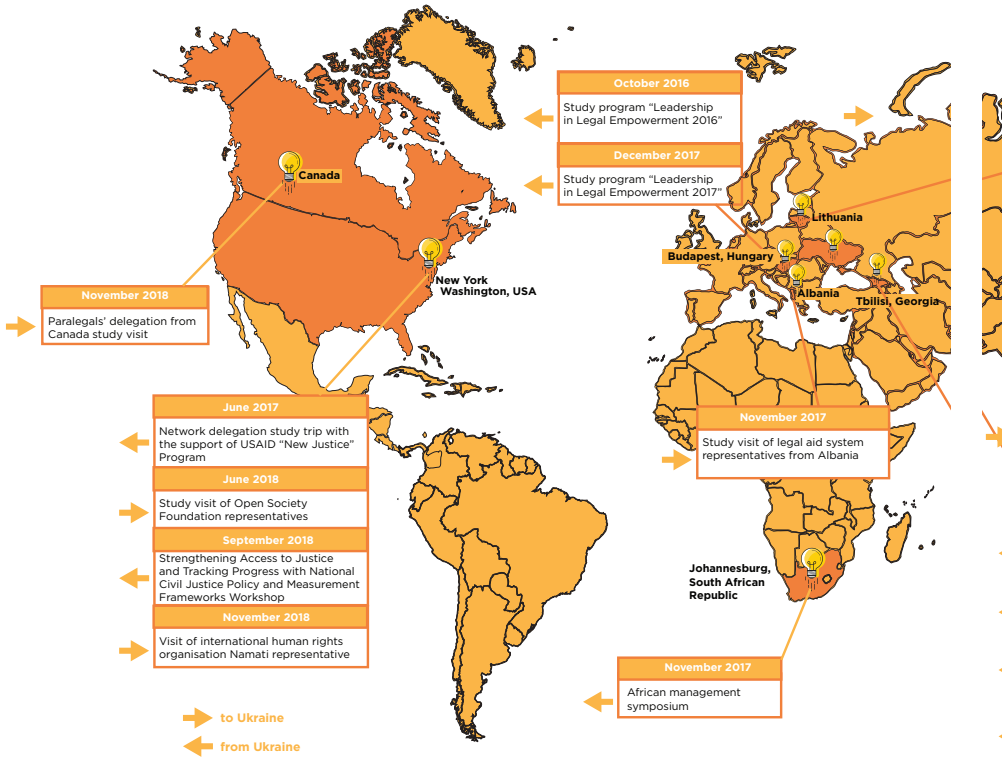 October 2016
Study program “Leadership
in Legal Empowerment 2016”
December 2017
Study program “Leadership
in Legal Empowerment 2017”
Canada
Lithuania
Budapest, Hungary
Albania
Tbilisi, Georgia
New York
Washington, USA
November 2018
Paralegals’ delegation from
Canada study visit
June 2017
Network delegation study trip with
the support of USAID “New Justice”
Program
June 2018
Study visit of Open Society
Foundation representatives
September 2018
Strengthening Access to Justice
and Tracking Progress with National
Civil Justice Policy and Measurement
Frameworks Workshop
November 2018
Visit of international human rights
organisation Namati representative
November 2017
Study visit of legal aid system
representatives from Albania
Johannesburg,
South African
Republic
November 2017
African management
symposium
to Ukraine
from Ukraine